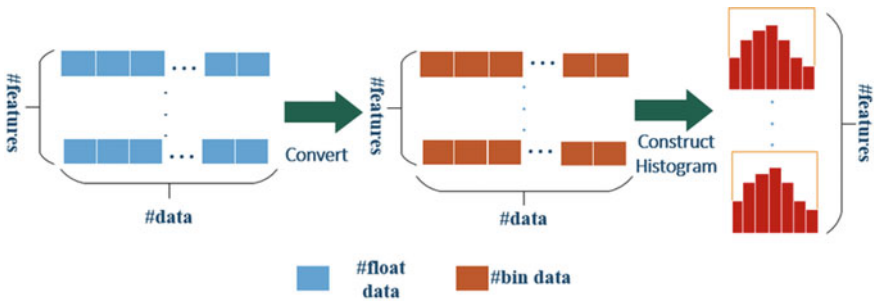 #features
#data
Convert
#features
#data
Construct
Histogram
#features
#float
data
#bin data